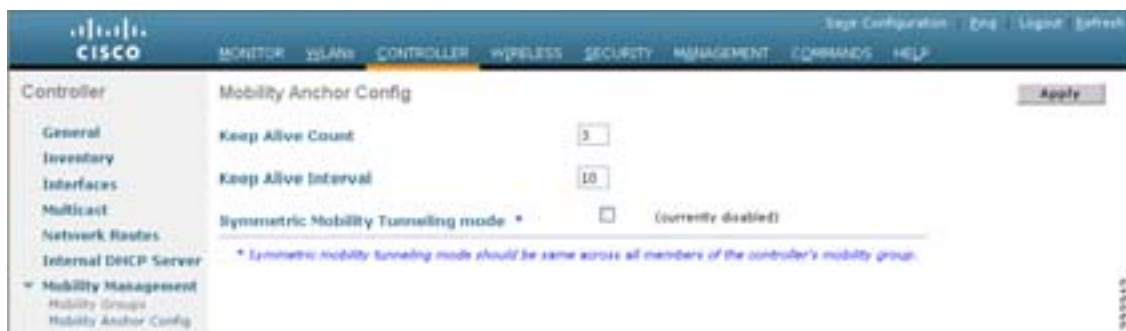 Save Configuration Ping Logout Refresh
CISCO
MONITOR WLANs CONTROLLER WIRELESS SECURITY MANAGEMENT COMMANDS HELP
Controller
Mobility Anchor Config
Apply
General
Inventory
Interfaces
Multicast
Network Routes
Internal DHCP Server
Mobility Management
Mobility Groups
Mobility Anchor Config
Keep Alive Count 3
Keep Alive Interval 10
Symmetric Mobility Tunneling mode * (currently disabled)
* Symmetric mobility tunneling mode should be same across all members of the controller's mobility group.